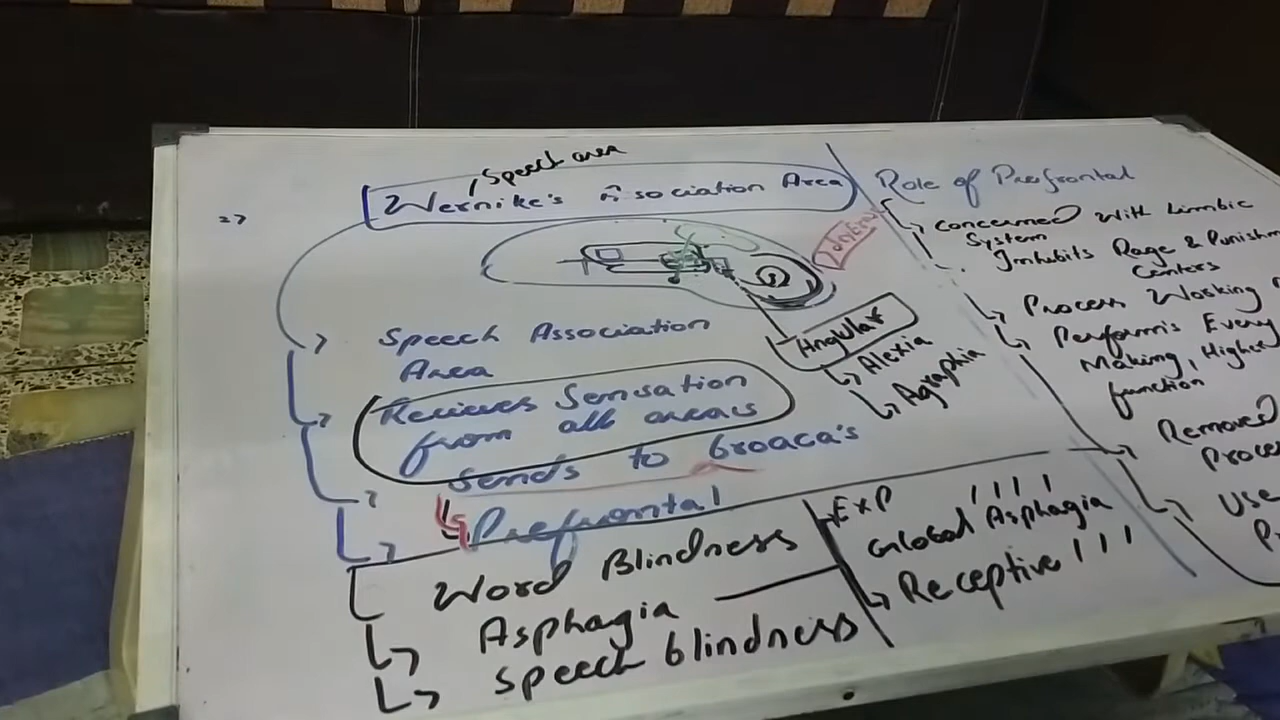 Speech area
Wernike's Association Area
Speech Association
Area
Recieves Sensation
from all areas
Sends to broaca's
Prefrontal
Angular
Alexia
Agraphia
Word Blindness
Asphagia
Speech blindness
Exp
Global Asphagia
Receptive
Role of Prefrontal
concerned with Limbic
System
Inhibits Rage & Punishm
Centers
Process Working
Performs Every
Making, Higher
function
Removed
Proce
Use